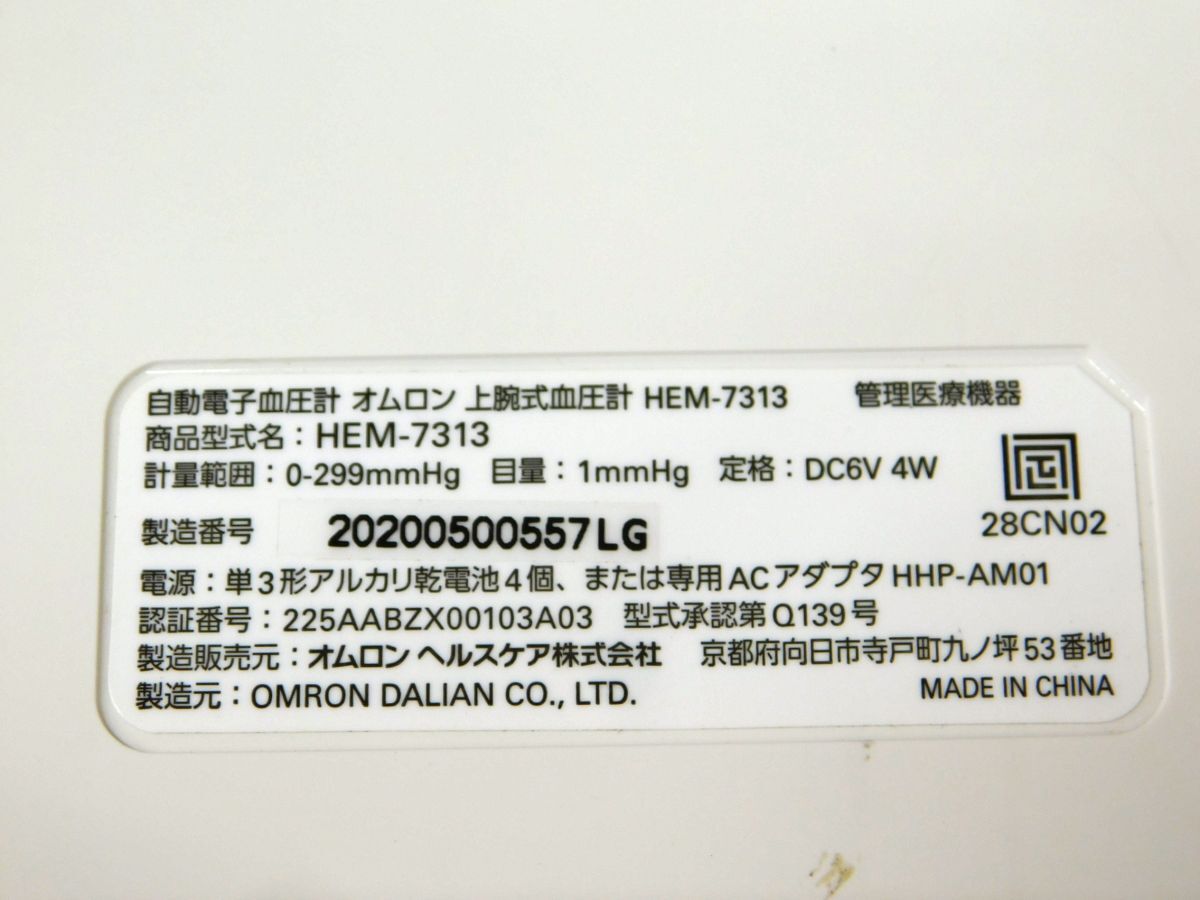 自動電子血圧計 オムロン 上腕式血圧計 HEM-7313 管理医療機器
商品型式名：HEM-7313
計量範囲：0-299mmHg 目量：1mmHg 定格：DC6V 4W
28CN02
製造番号 20200500557LG
電源：単3形アルカリ乾電池4個、または専用ACアダプタ HHP-AM01
認証番号：225AABZX00103A03 型式承認第Q139号
製造販売元：オムロン ヘルスケア株式会社 京都府向日市寺戸町九ノ坪53番地
製造元：OMRON DALIAN CO., LTD. MADE IN CHINA